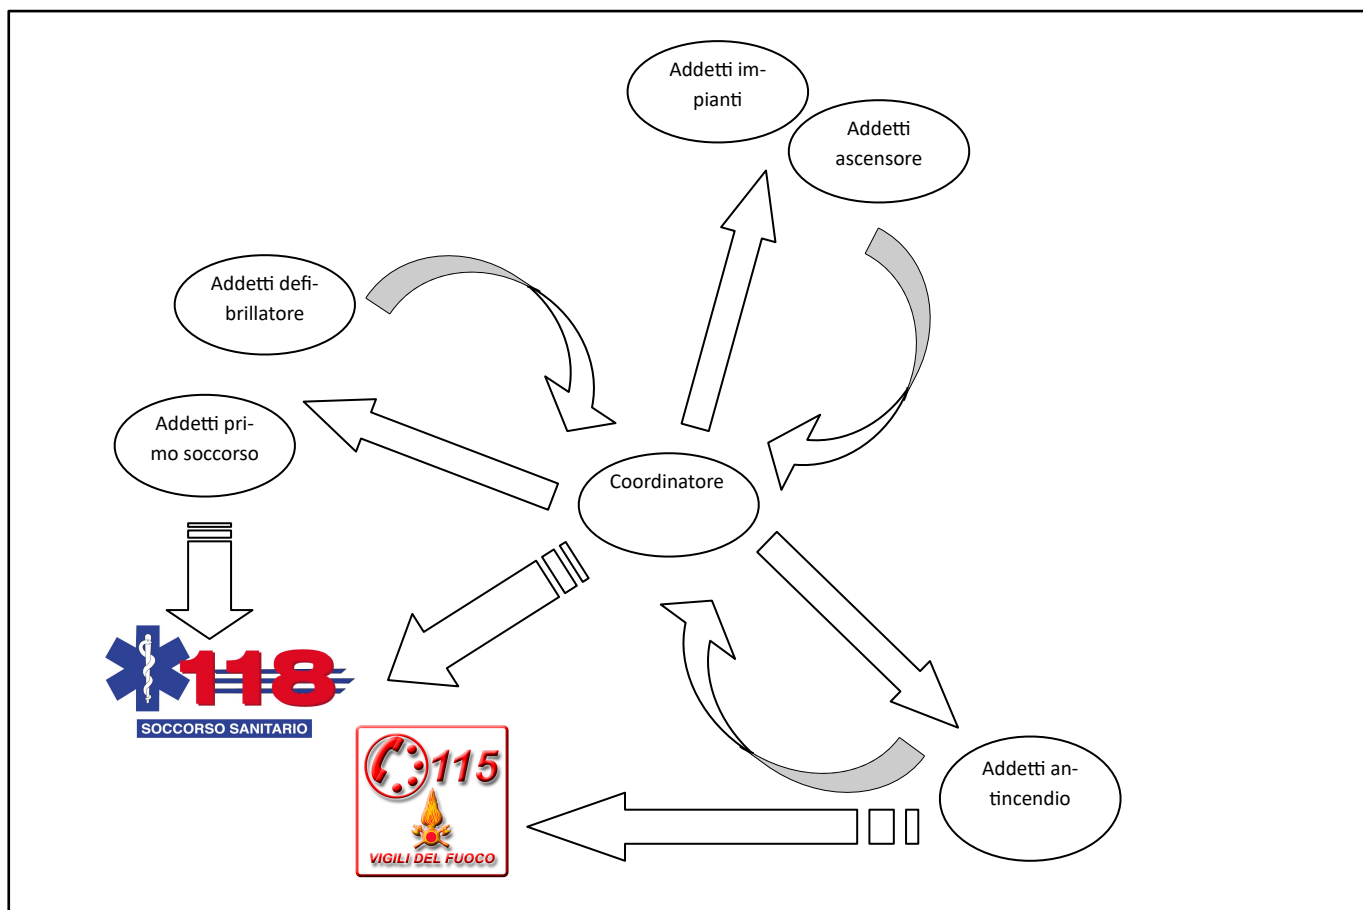 Addetti im-
pianti
Addetti
ascensore
Addetti defi-
brillatore
Addetti pri-
mo soccorso
Coordinatore
118
SOCCORSO SANITARIO
115
VIGILI DEL FUOCO
Addetti an-
tincendio